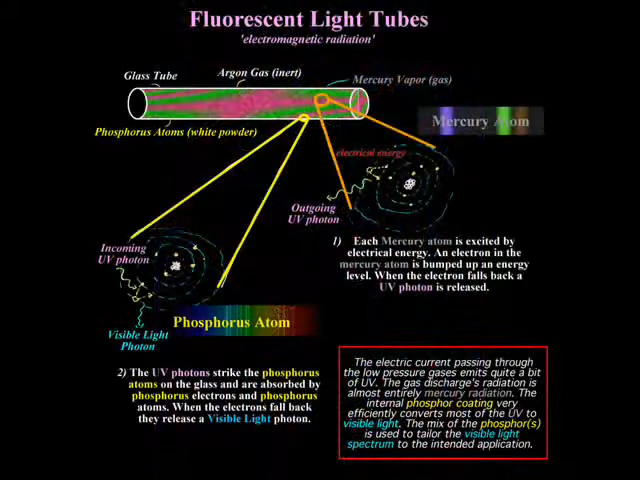 Fluorescent Light Tubes
'electromagnetic radiation'
Glass Tube
Argon Gas (inert)
Mercury Vapor (gas)
Phosphorus Atoms (white powder)
Mercury Atom
electrical energy
Outgoing
UV photon
1) Each Mercury atom is excited by
electrical energy. An electron in the
mercury atom is bumped up an energy
level. When the electron falls back a
UV photon is released.
Incoming
UV photon
Phosphorus Atom
Visible Light
Photon
2) The UV photons strike the phosphorus
atoms on the glass and are absorbed by
phosphorus electrons and phosphorus
atoms. When the electrons fall back
they release a Visible Light photon.
The electric current passing through
the low pressure gases emits quite a bit
of UV. The gas discharge's radiation is
almost entirely mercury radiation. The
internal phosphor coating very
efficiently converts most of the UV to
visible light. The mix of the phosphor(s)
is used to tailor the visible light
spectrum to the intended application.